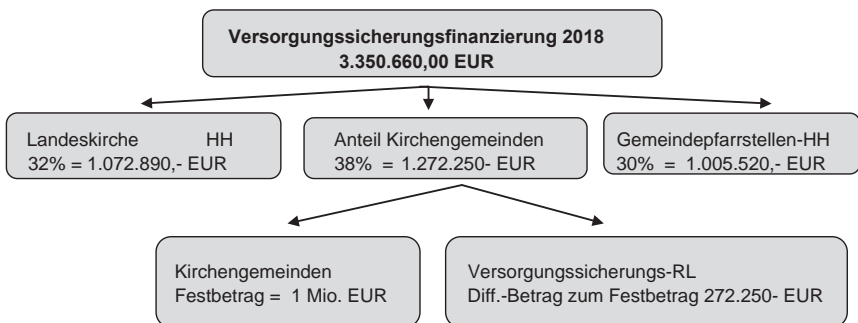 Versorgungssicherungsfinanzierung 2018
3.350.660,00 EUR
Landeskirche HH
32% = 1.072.890,- EUR
Anteil Kirchengemeinden
38% = 1.272.250- EUR
Gemeindepfarrstellen-HH
30% = 1.005.520,- EUR
Kirchengemeinden
Festbetrag = 1 Mio. EUR
Versorgungssicherungs-RL
Diff.-Betrag zum Festbetrag 272.250- EUR